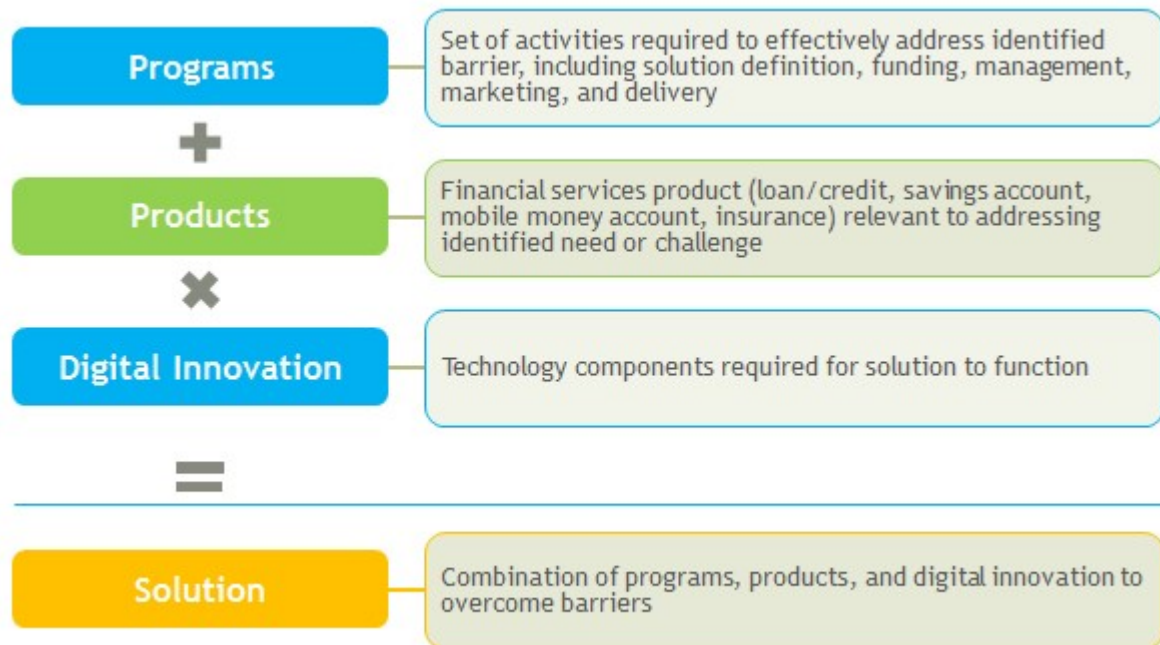 Programs
Set of activities required to effectively address identified
barrier, including solution definition, funding, management,
marketing, and delivery
+
Products
Financial services product (loan/credit, savings account,
mobile money account, insurance) relevant to addressing
identified need or challenge
×
Digital Innovation
Technology components required for solution to function
=
Solution
Combination of programs, products, and digital innovation to
overcome barriers